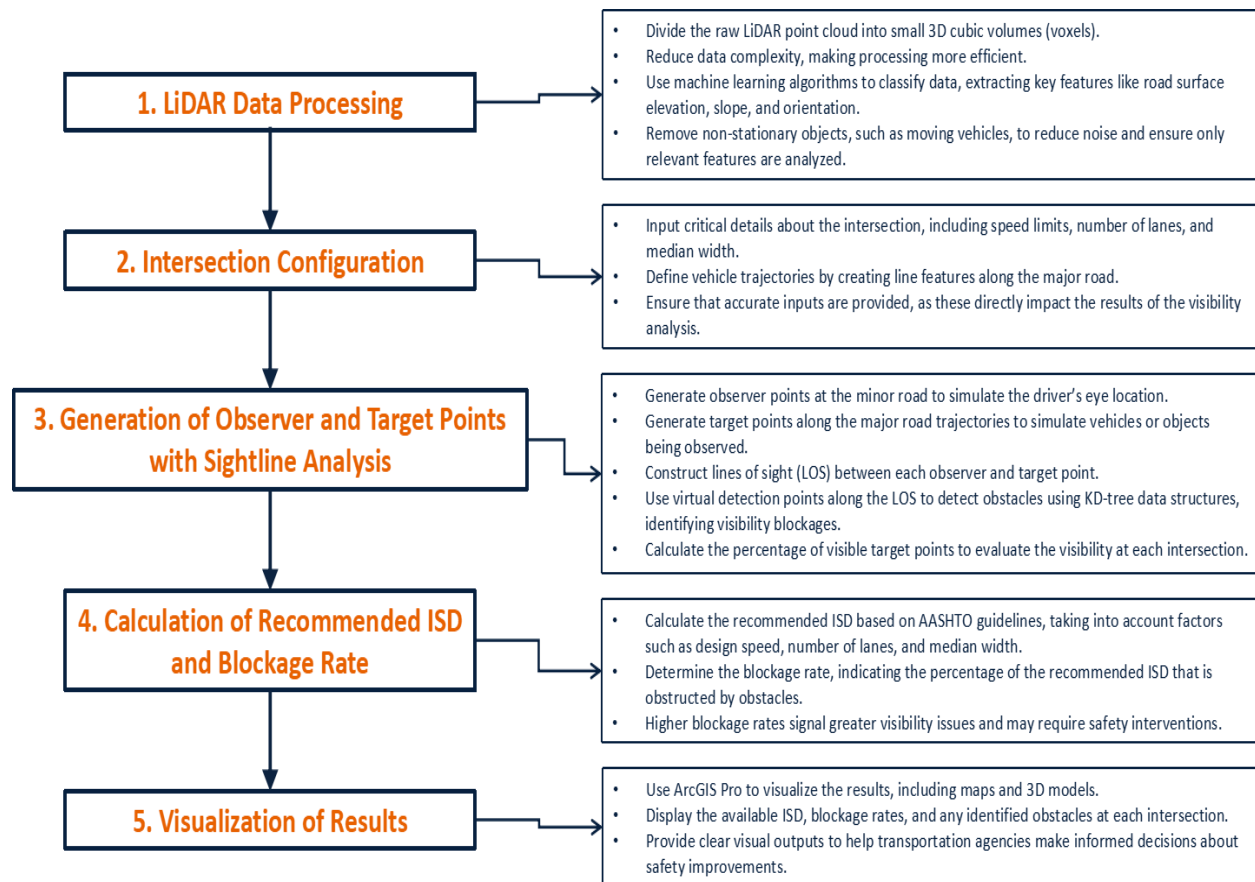 1. LiDAR Data Processing
• Divide the raw LiDAR point cloud into small 3D cubic volumes (voxels).
• Reduce data complexity, making processing more efficient.
• Use machine learning algorithms to classify data, extracting key features like road surface
elevation, slope, and orientation.
• Remove non-stationary objects, such as moving vehicles, to reduce noise and ensure only
relevant features are analyzed.
2. Intersection Configuration
• Input critical details about the intersection, including speed limits, number of lanes, and
median width.
• Define vehicle trajectories by creating line features along the major road.
• Ensure that accurate inputs are provided, as these directly impact the results of the visibility
analysis.
3. Generation of Observer and Target Points
with Sightline Analysis
• Generate observer points at the minor road to simulate the driver's eye location.
• Generate target points along the major road trajectories to simulate vehicles or objects
being observed.
• Construct lines of sight (LOS) between each observer and target point.
• Use virtual detection points along the LOS to detect obstacles using KD-tree data structures,
identifying visibility blockages.
• Calculate the percentage of visible target points to evaluate the visibility at each intersection.
4. Calculation of Recommended ISD
and Blockage Rate
• Calculate the recommended ISD based on AASHTO guidelines, taking into account factors
such as design speed, number of lanes, and median width.
• Determine the blockage rate, indicating the percentage of the recommended ISD that is
obstructed by obstacles.
• Higher blockage rates signal greater visibility issues and may require safety interventions.
5. Visualization of Results
• Use ArcGIS Pro to visualize the results, including maps and 3D models.
• Display the available ISD, blockage rates, and any identified obstacles at each intersection.
• Provide clear visual outputs to help transportation agencies make informed decisions about
safety improvements.